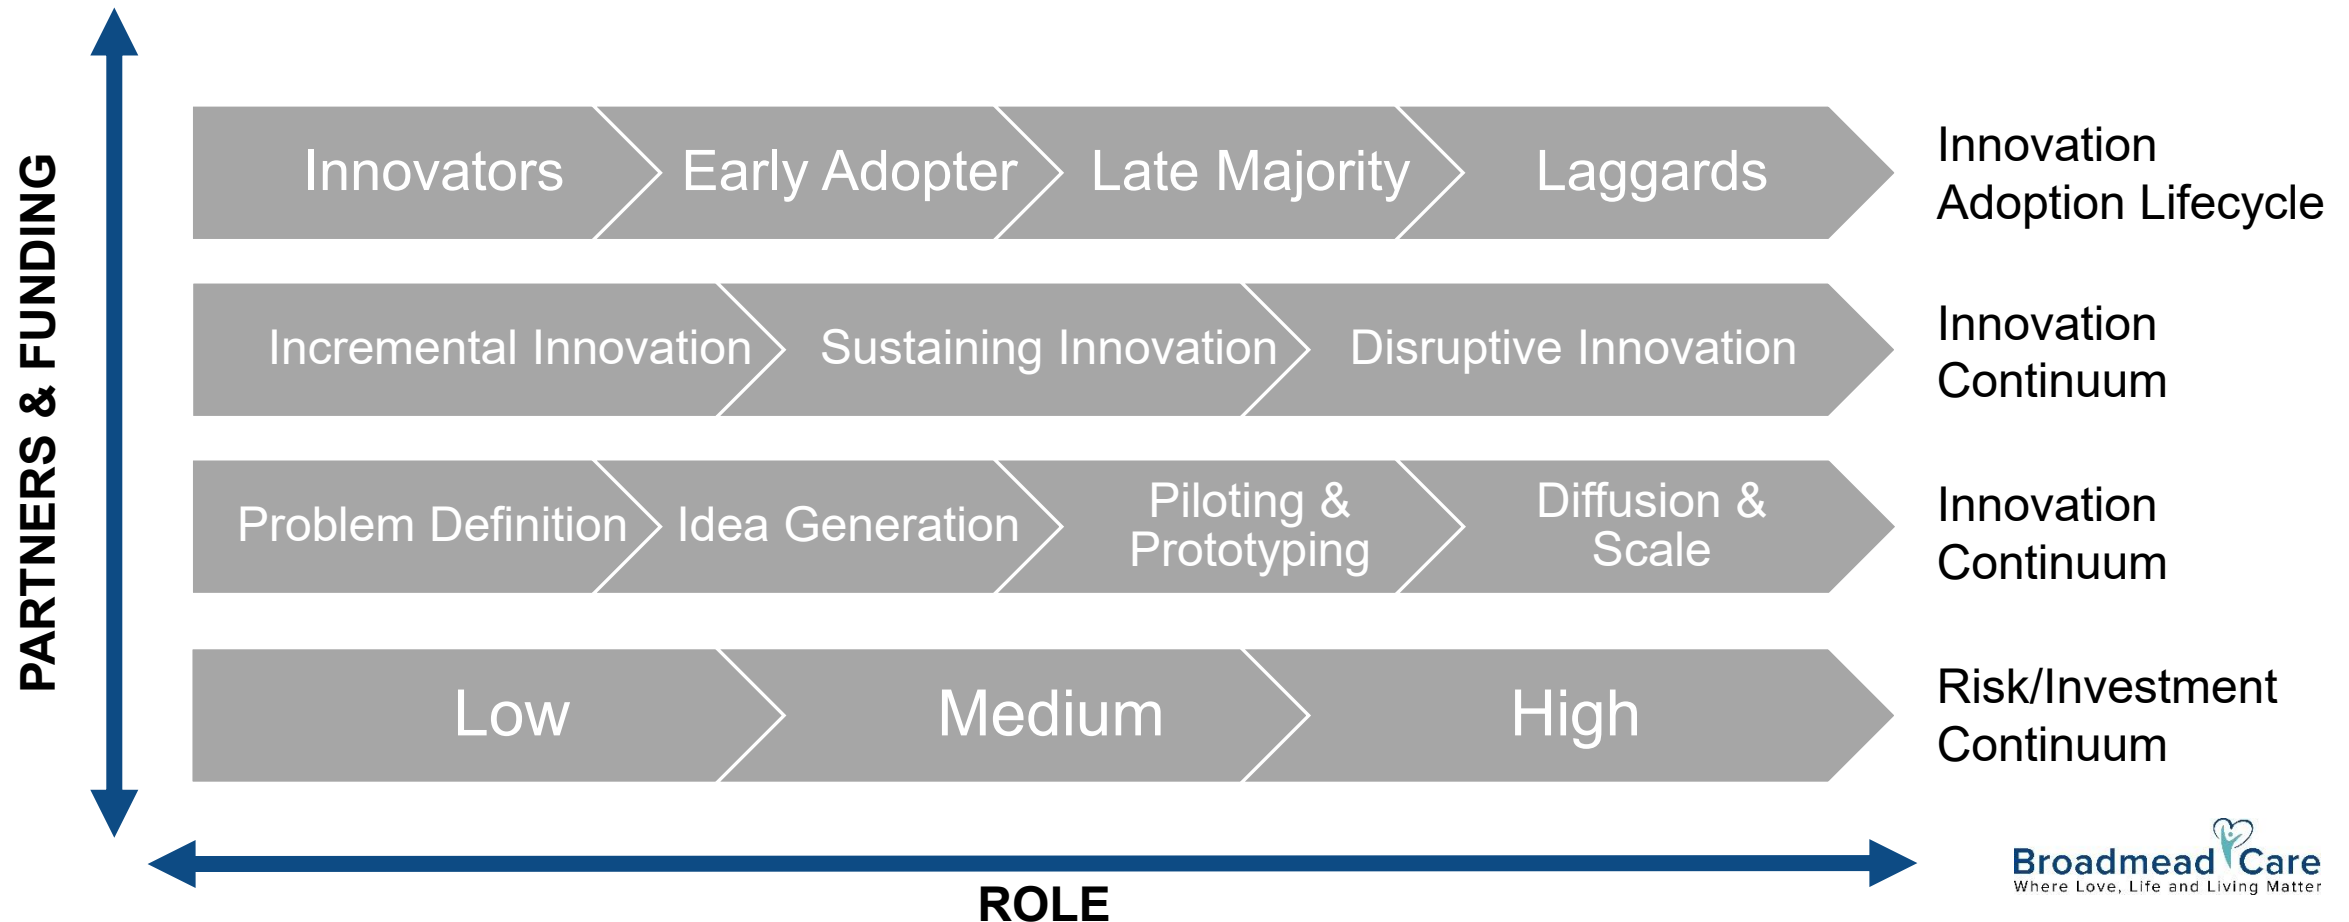 PARTNERS & FUNDING
Innovators
Early Adopter
Late Majority
Laggards
Innovation
Adoption Lifecycle
Incremental Innovation
Sustaining Innovation
Disruptive Innovation
Innovation
Continuum
Problem Definition
Idea Generation
Piloting &
Prototyping
Diffusion &
Scale
Innovation
Continuum
Low
Medium
High
Risk/Investment
Continuum
ROLE
Broadmead Care
Where Love, Life and Living Matter